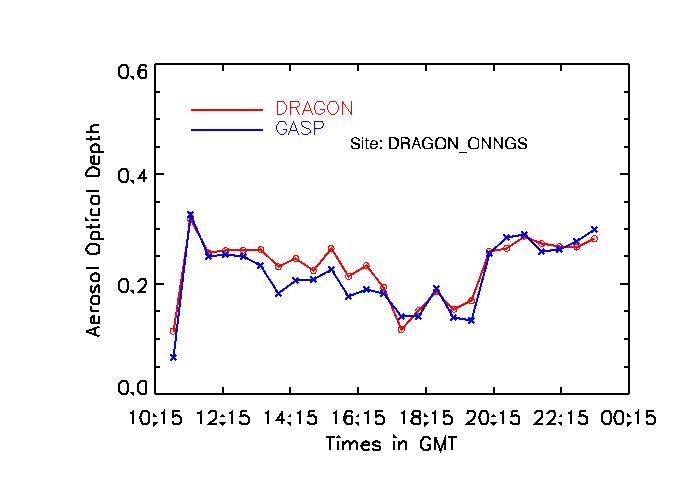 0.6
DRAGON
GASP
Site: DRAGON_ONNGS
Aerosol Optical Depth
0.4
0.2
0.0
10:15 12:15 14:15 16:15 18:15 20:15 22:15 00:15
Times in GMT